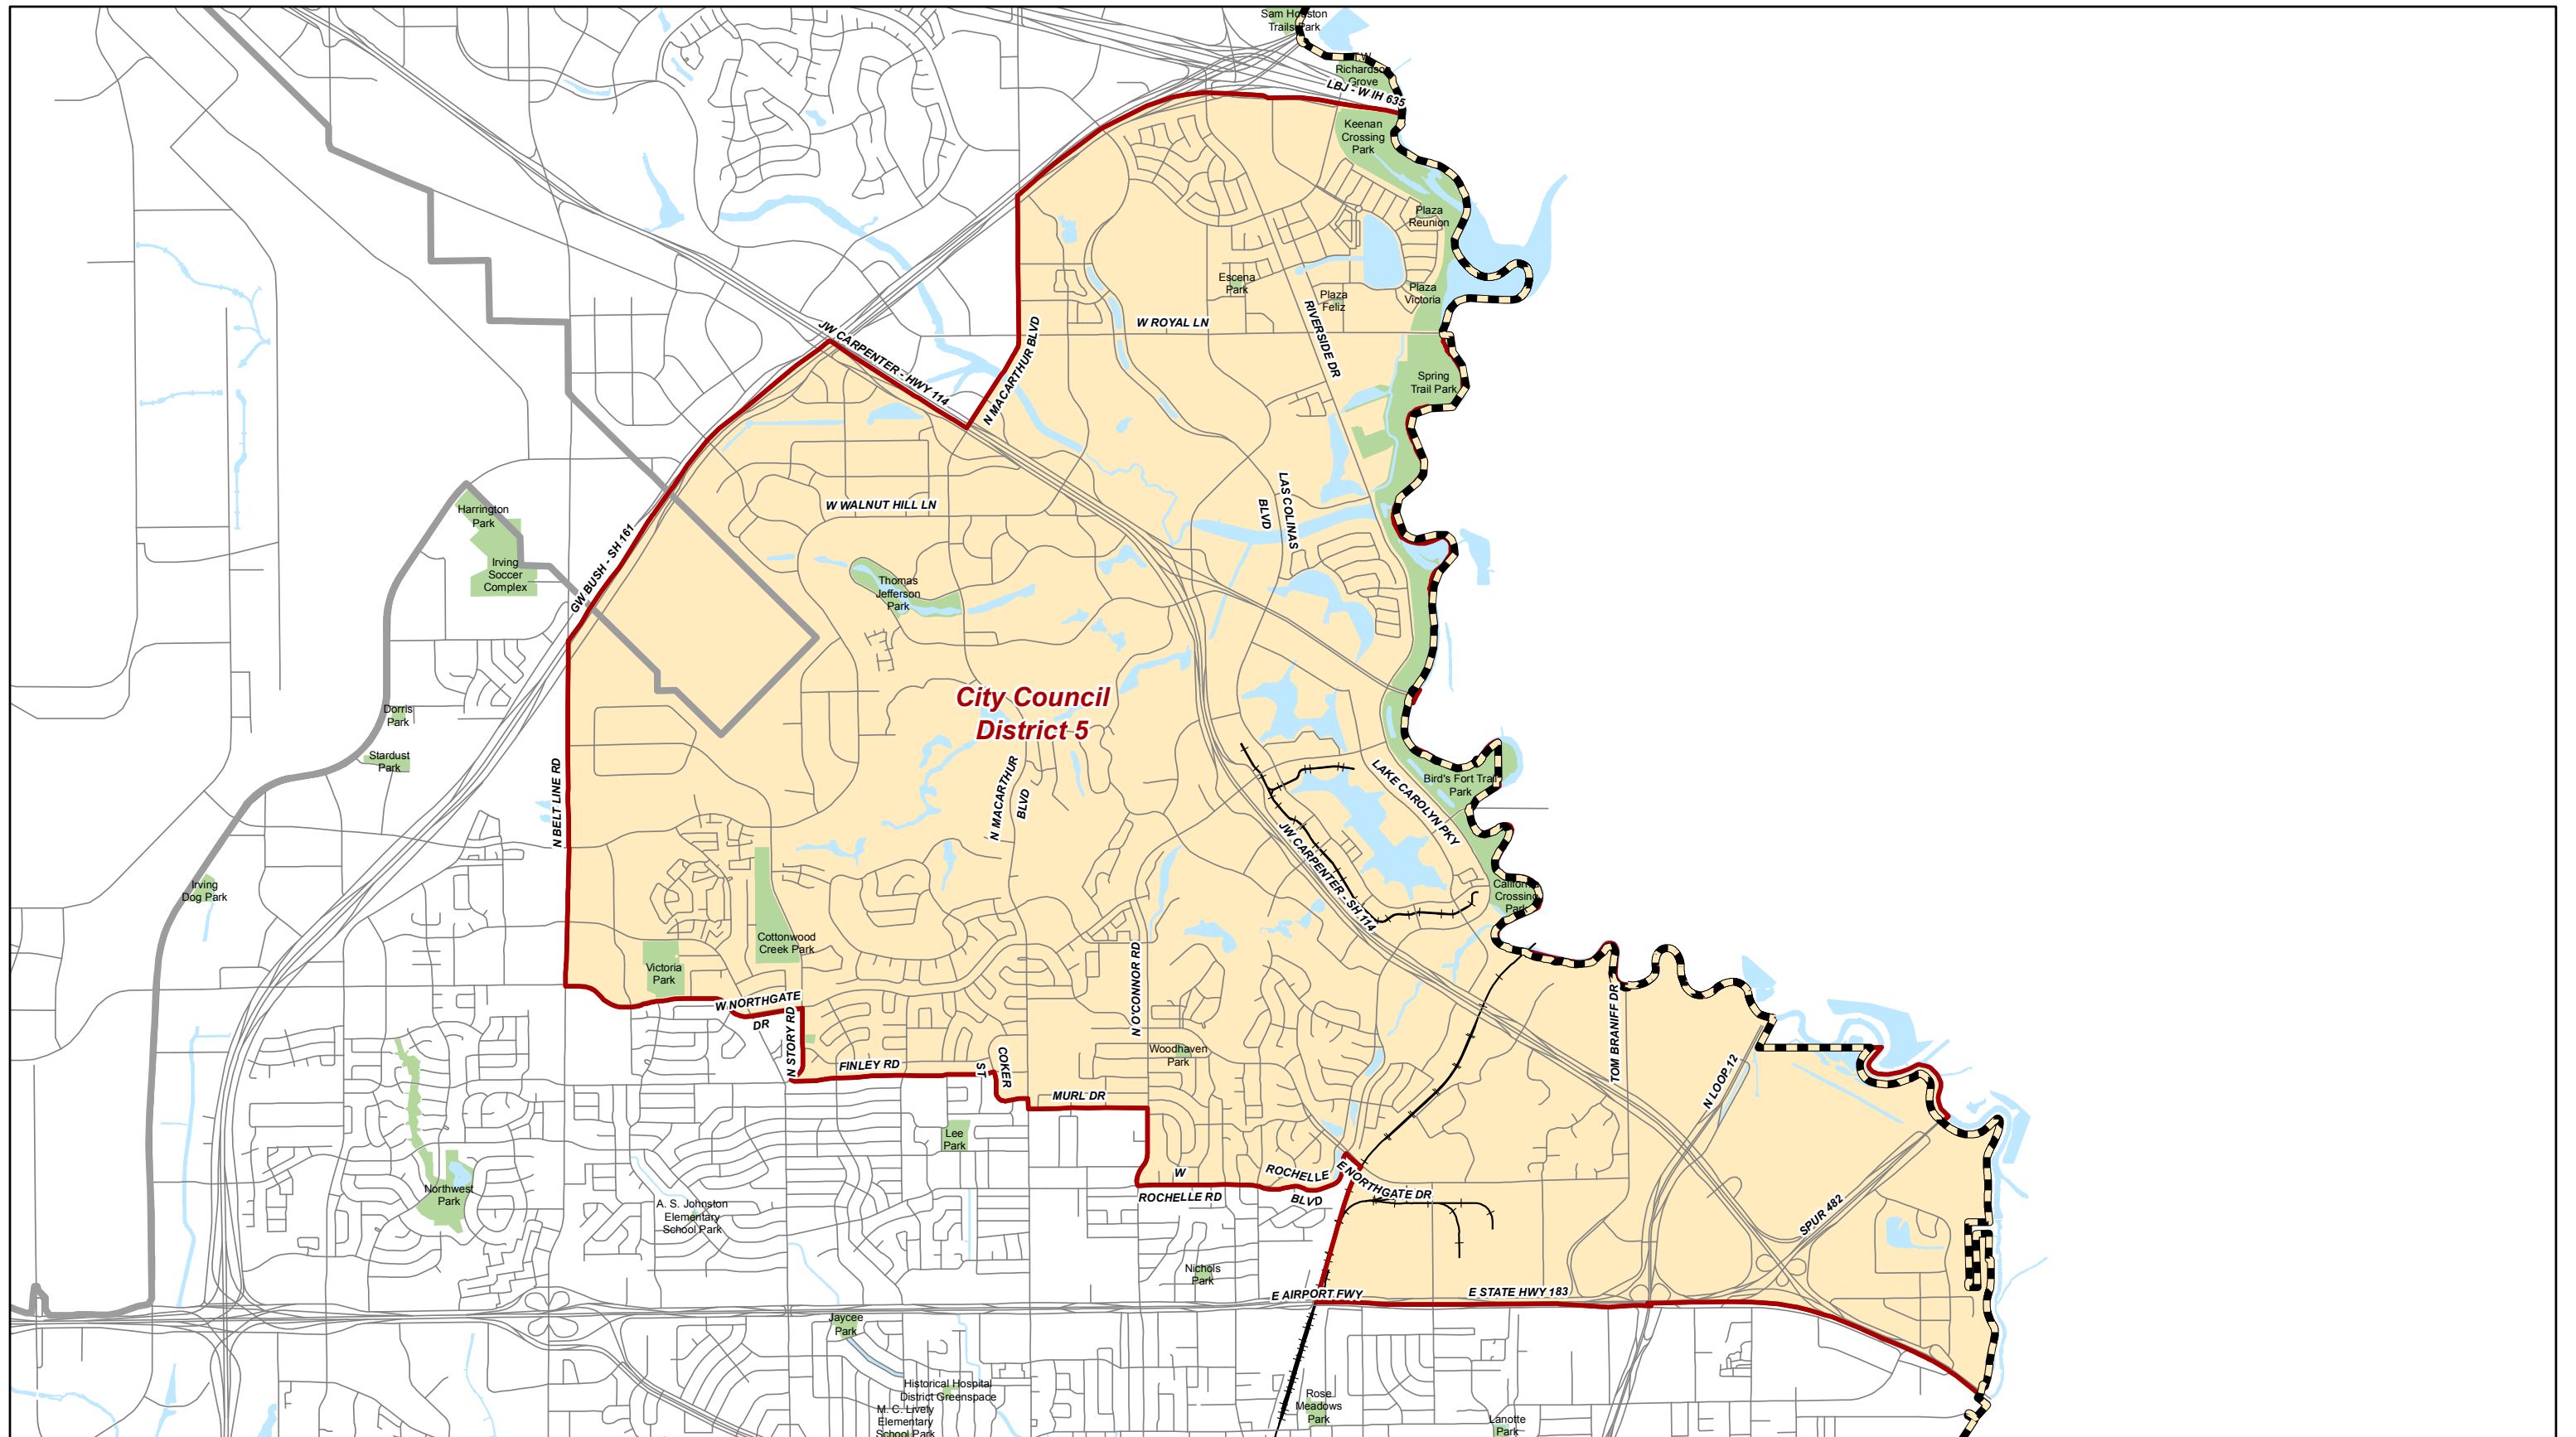 Sam Houston
Trails Park
T W
Richardson
Grove
LBJ - W IH 635
Keenan
Crossing
Park
Plaza
Reunion
Escena
Park
Plaza
Feliz
Plaza
Victoria
W ROYAL LN
RIVERSIDE DR
JW CARPENTER - HWY 114
N MACARTHUR BLVD
Spring
Trail Park
W WALNUT HILL LN
LAS COLINAS
BLVD
Harrington
Park
Irving
Soccer
Complex
GW BUSH - SH 161
Thomas
Jefferson
Park
City Council
District 5
Dorris
Park
Stardust
Park
N BELT LINE RD
N MACARTHUR
BLVD
LAKE CAROLYN PKY
Bird's Fort Trail
Park
JW CARPENTER - SH 114
Irving
Dog Park
California
Crossing
Park
Cottonwood
Creek Park
Victoria
Park
N O'CONNOR RD
W NORTHGATE
DR
N STORY RD
TOM BRANIFF DR
N LOOP 12
Woodhaven
Park
FINLEY RD
COKER
ST
MURL DR
Lee
Park
Northwest
Park
A. S. Johnston
Elementary
School Park
W
ROCHELLE RD
ROCHELLE
BLVD
E NORTHGATE DR
SPUR 482
Nichols
Park
E AIRPORT FWY
E STATE HWY 183
Jaycee
Park
Historical Hospital
District Greenspace
M. C. Lively
Elementary
School Park
Rose
Meadows
Park
Lanotte
Park